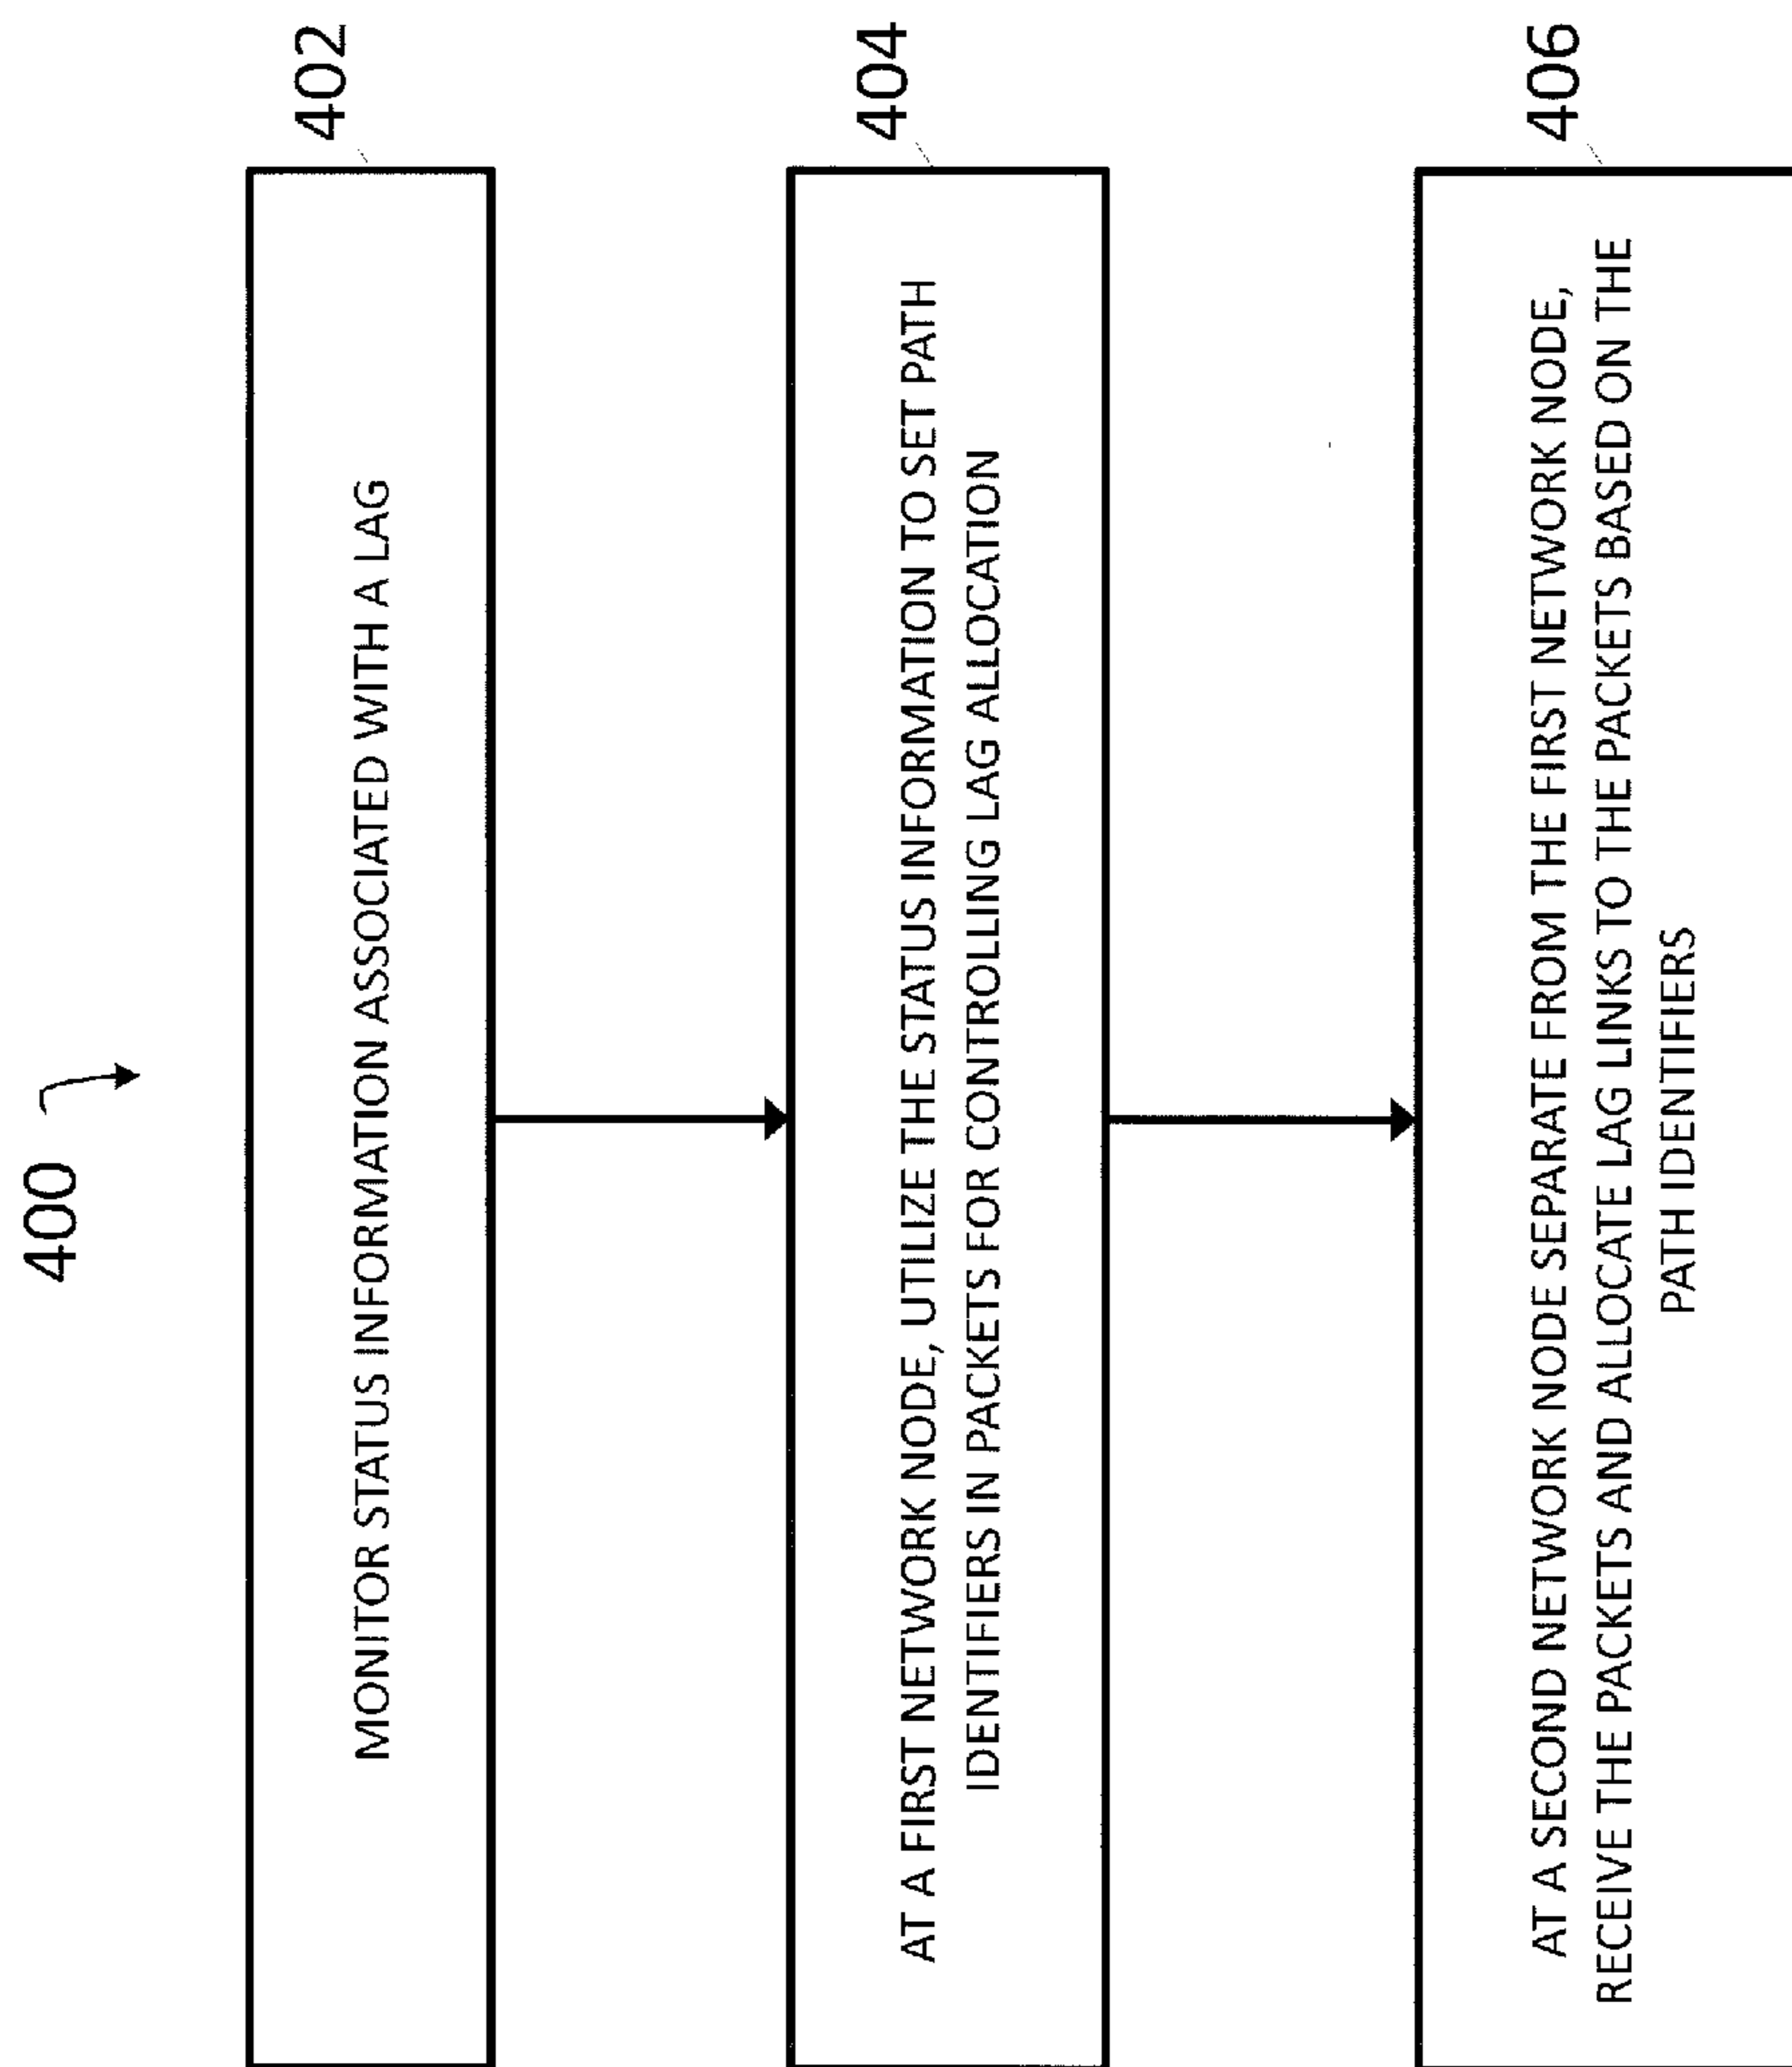 400
402
MONITOR STATUS INFORMATION ASSOCIATED WITH A LAG
404
AT A FIRST NETWORK NODE, UTILIZE THE STATUS INFORMATION TO SET PATH
IDENTIFIERS IN PACKETS FOR CONTROLLING LAG ALLOCATION
406
AT A SECOND NETWORK NODE SEPARATE FROM THE FIRST NETWORK NODE,
RECEIVE THE PACKETS AND ALLOCATE LAG LINKS TO THE PACKETS BASED ON THE
PATH IDENTIFIERS